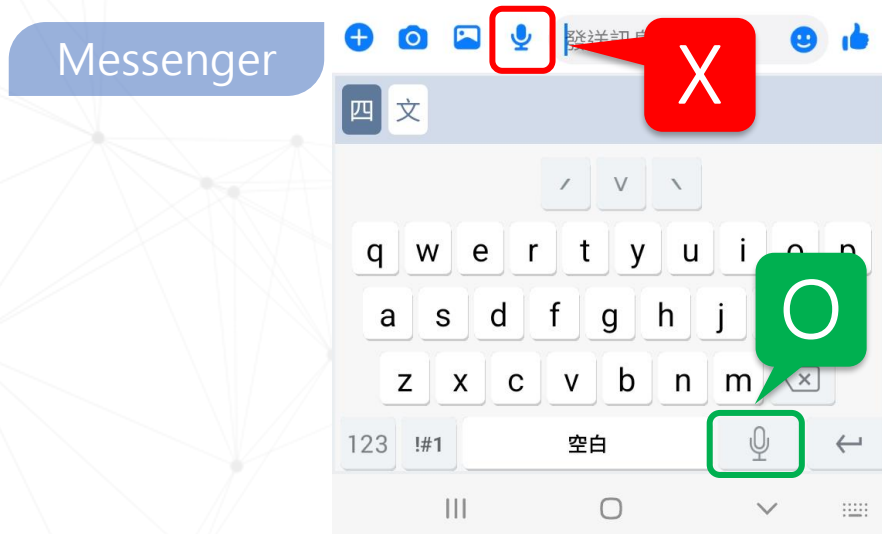 Messenger
發送訊息
X
四 文
ˊ ˇ ˋ
q w e r t y u i o p
O
a s d f g h j
z x c v b n m
123 !#1 空白